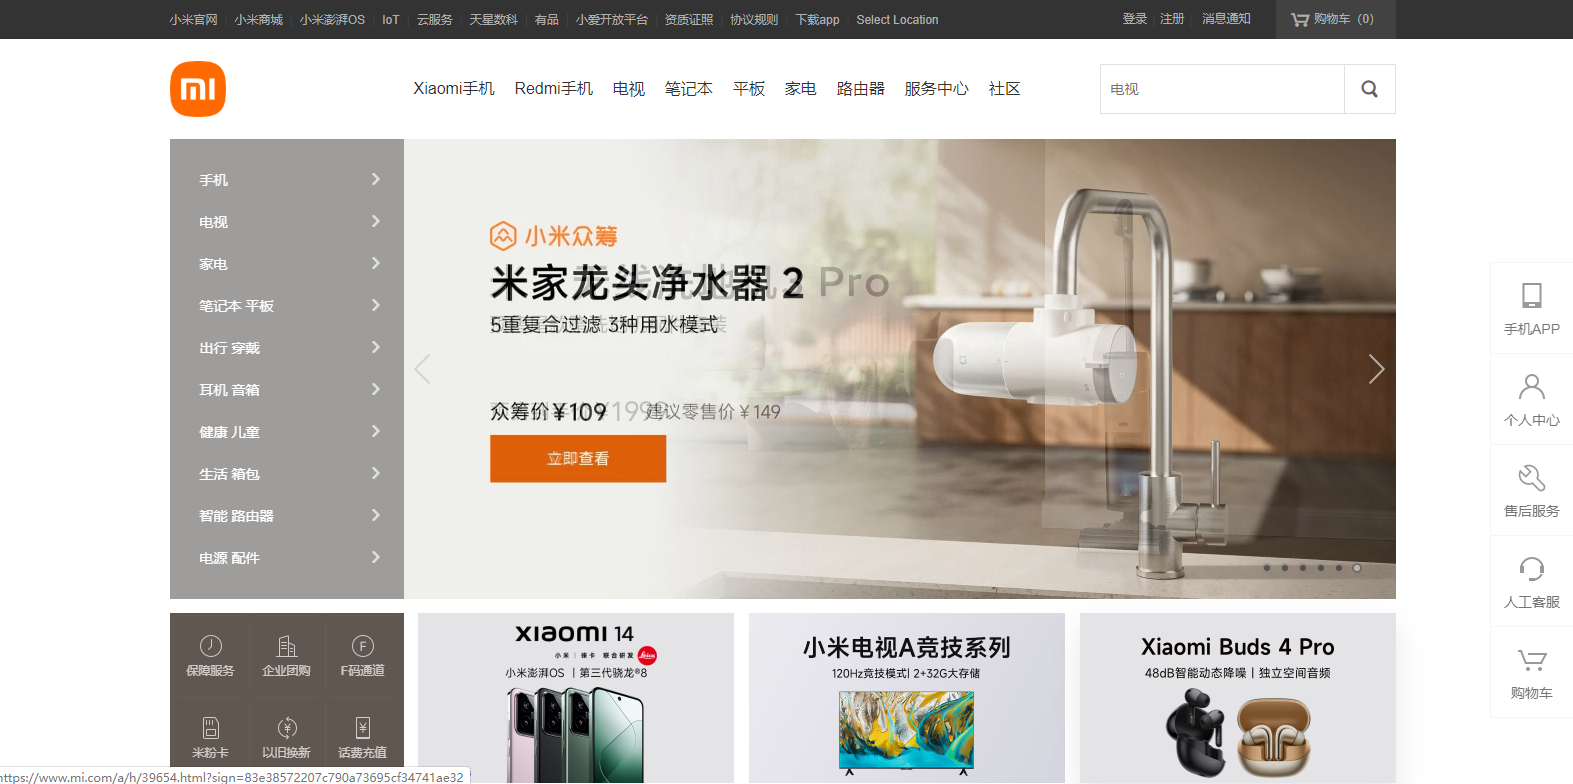 小米官网 小米商城 小米澎湃OS IoT 云服务 天星数科 有品 小爱开放平台 资质证照 协议规则 下载app Select Location 登录 注册 消息通知 购物车 (0)
Xiaomi手机 Redmi手机 电视 笔记本 平板 家电 路由器 服务中心 社区 电视
手机
电视
家电
笔记本 平板
出行 穿戴
耳机 音箱
健康 儿童
生活 箱包
智能 路由器
电源 配件
小米众筹
米家龙头净水器 2
Pro
5重复合过滤 3种用水模式
众筹价¥109 建议零售价¥149
立即查看
手机APP
个人中心
售后服务
人工客服
购物车
保障服务 企业团购 F码通道
米粉卡 以旧换新 话费充值
xiaomi 14
小米 | 徕卡 联合研发 Leica
小米澎湃OS | 第三代骁龙®8
小米电视A竞技系列
120Hz竞技模式| 2+32G大存储
Xiaomi Buds 4 Pro
48dB智能动态降噪 | 独立空间音频
https://www.mi.com/a/h/39654.html?sign=83e38572207c790a73695cf34741ae32